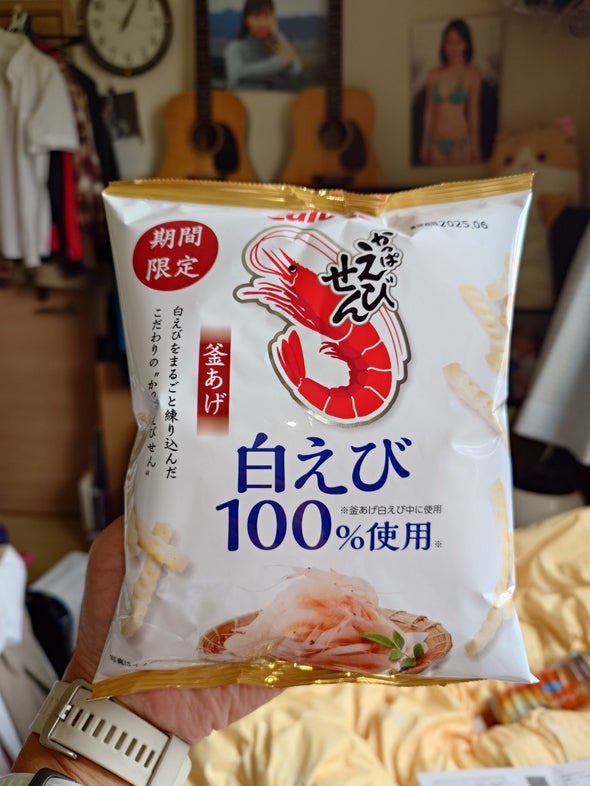 2025.06
期間
限定
かっぱ
えび
せん
白えびをまるごと練り込んだ
こだわりの"かっぱえびせん"。
釜あげ
白えび
※釜あげ白えび中に使用
100%使用※